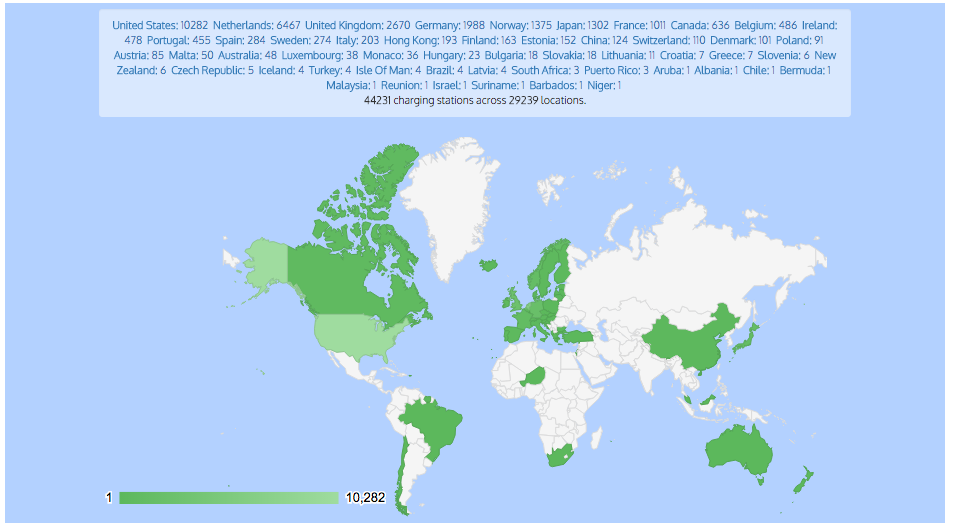 United States: 10282 Netherlands: 6467 United Kingdom: 2670 Germany: 1988 Norway: 1375 Japan: 1302 France: 1011 Canada: 636 Belgium: 486 Ireland:
478 Portugal: 455 Spain: 284 Sweden: 274 Italy: 203 Hong Kong: 193 Finland: 163 Estonia: 152 China: 124 Switzerland: 110 Denmark: 101 Poland: 91
Austria: 85 Malta: 50 Australia: 48 Luxembourg: 38 Monaco: 36 Hungary: 23 Bulgaria: 18 Slovakia: 18 Lithuania: 11 Croatia: 7 Greece: 7 Slovenia: 6 New
Zealand: 6 Czech Republic: 5 Iceland: 4 Turkey: 4 Isle Of Man: 4 Brazil: 4 Latvia: 4 South Africa: 3 Puerto Rico: 3 Aruba: 1 Albania: 1 Chile: 1 Bermuda: 1
Malaysia: 1 Reunion: 1 Israel: 1 Suriname: 1 Barbados: 1 Niger: 1
44231 charging stations across 29239 locations.
1 10,282